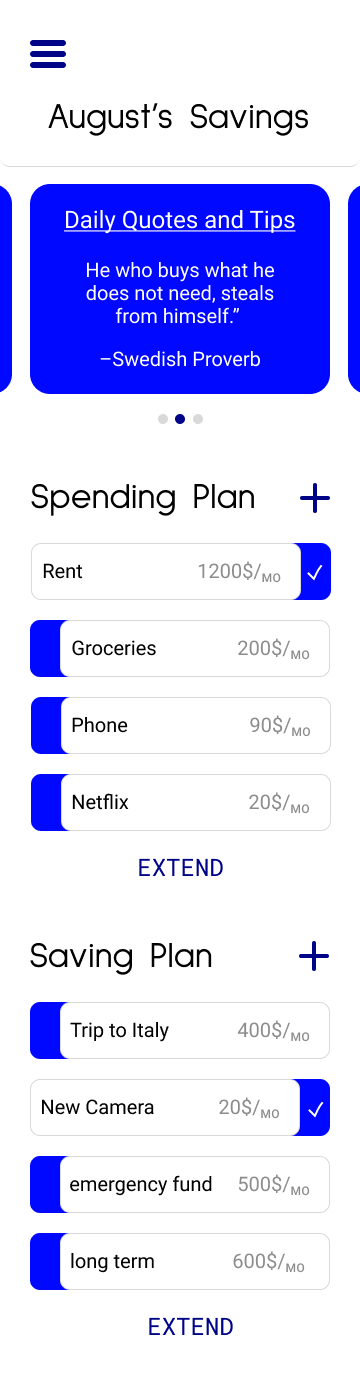 August's Savings
Daily Quotes and Tips
He who buys what he
does not need, steals
from himself.”
–Swedish Proverb
Spending Plan
Rent 1200$/MO
Groceries 200$/MO
Phone 90$/MO
Netflix 20$/MO
EXTEND
Saving Plan
Trip to Italy 400$/MO
New Camera 20$/MO
emergency fund 500$/MO
long term 600$/MO
EXTEND